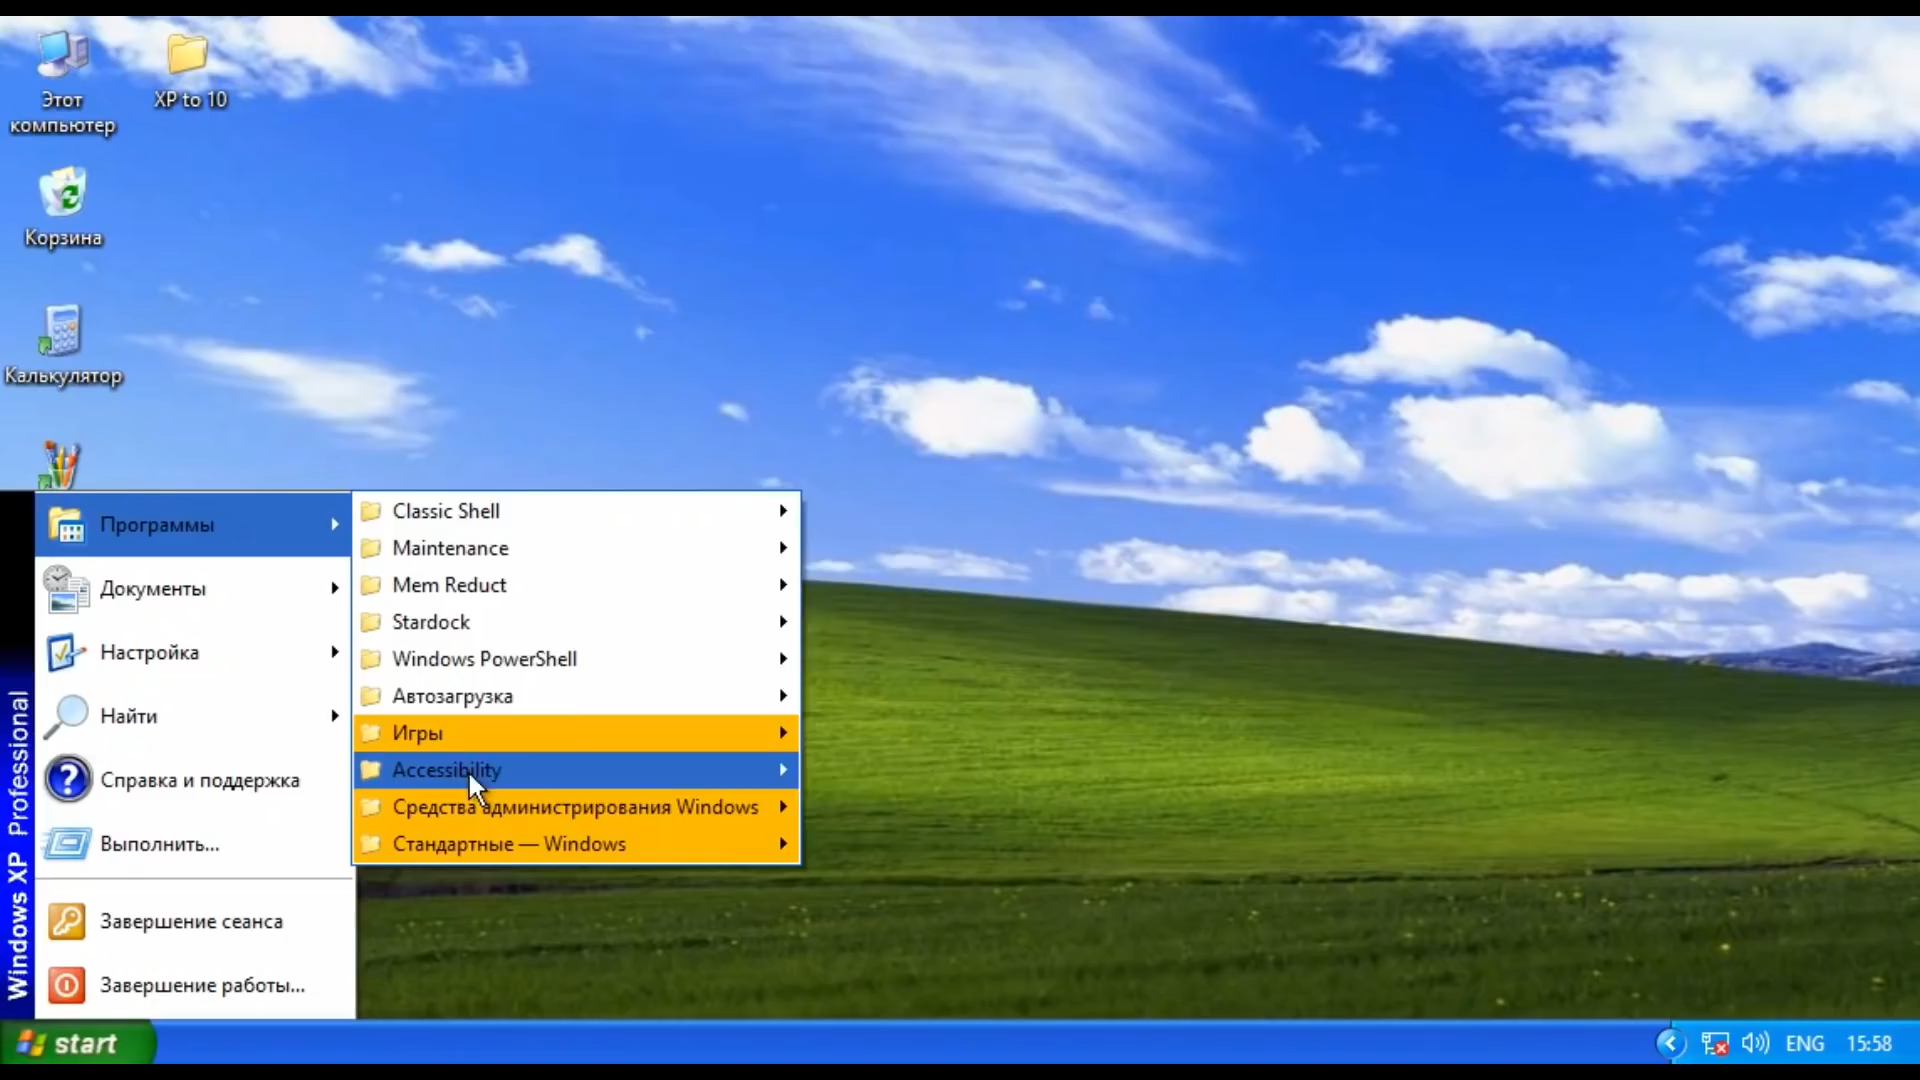 Этот
компьютер
XP to 10
Корзина
Калькулятор
Программы
Документы
Настройка
Найти
Справка и поддержка
Выполнить...
Завершение сеанса
Завершение работы...
Windows XP Professional
Classic Shell
Maintenance
Mem Reduct
Stardock
Windows PowerShell
Автозагрузка
Игры
Accessibility
Средства администрирования Windows
Стандартные — Windows
start
ENG
15:58